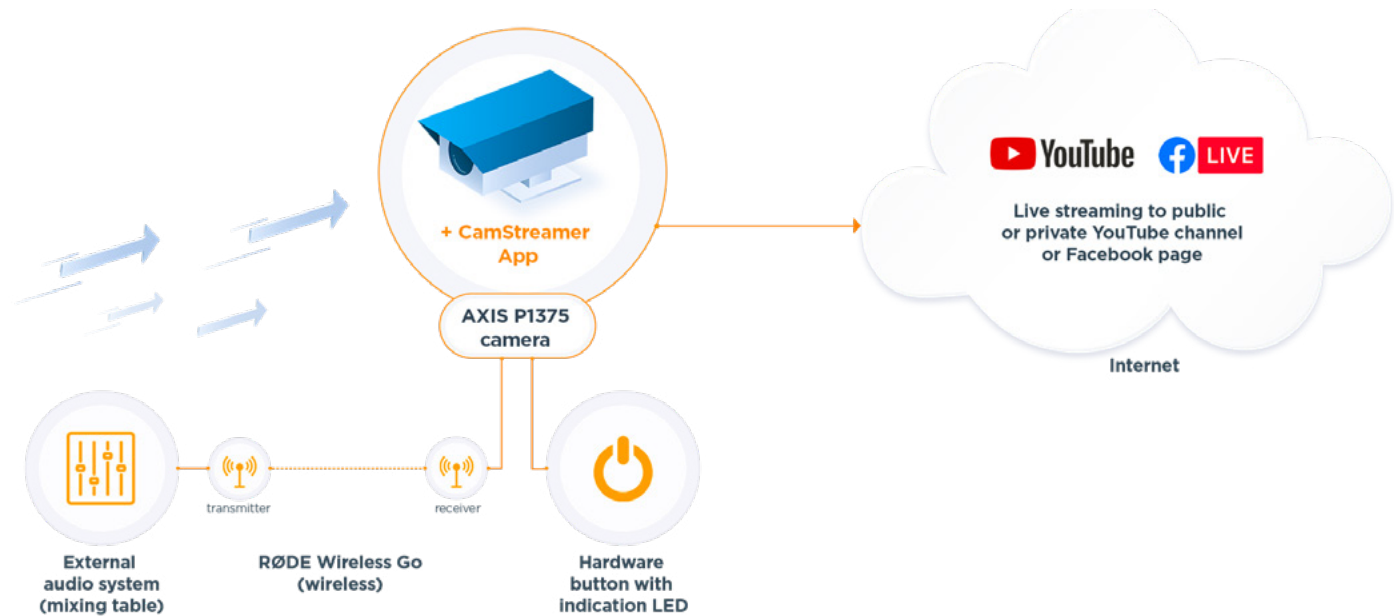 YouTube
LIVE
Live streaming to public
or private YouTube channel
or Facebook page
Internet
+ CamStreamer
App
AXIS P1375
camera
transmitter
receiver
External
audio system
(mixing table)
RØDE Wireless Go
(wireless)
Hardware
button with
indication LED